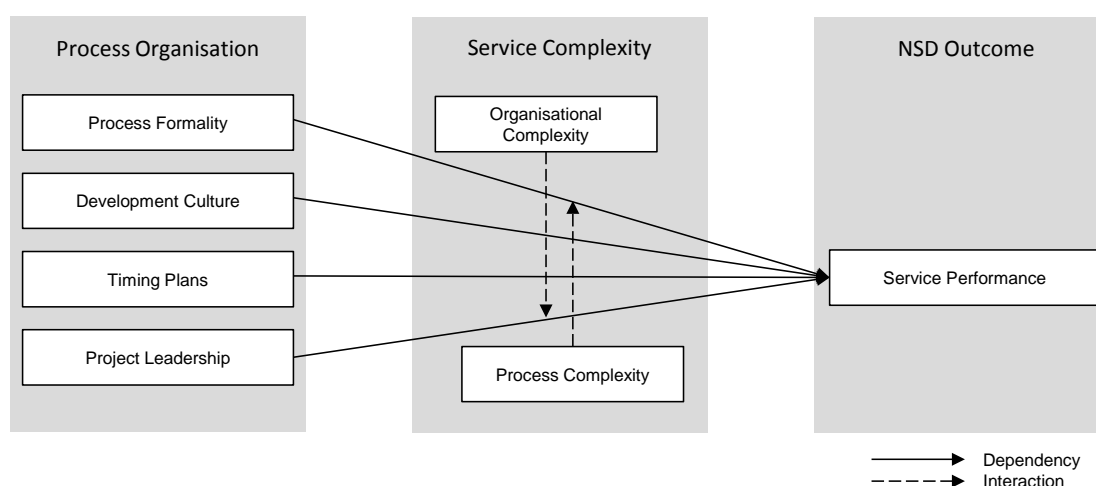 Process Organisation
Service Complexity
NSD Outcome
Process Formality
Development Culture
Timing Plans
Project Leadership
Organisational
Complexity
Process Complexity
Service Performance
Dependency
Interaction